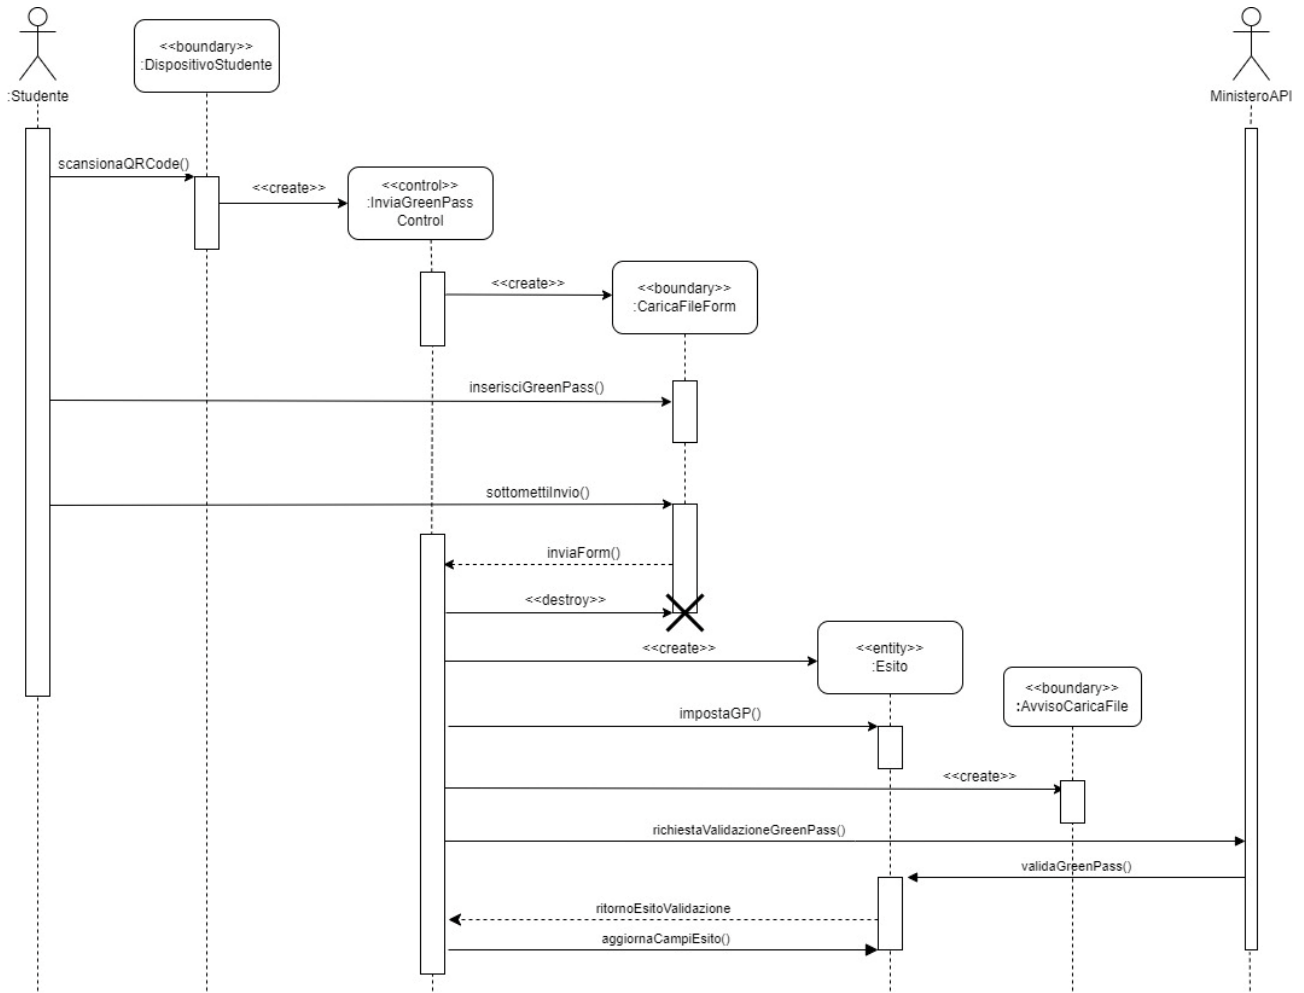 :Studente
<<boundary>>
:DispositivoStudente
MinisteroAPI
scansionaQRCode()
<<create>>
<<control>>
:InviaGreenPass
Control
<<create>>
<<boundary>>
:CaricaFileForm
inserisciGreenPass()
sottomettiInvio()
inviaForm()
<<destroy>>
<<create>>
<<entity>>
:Esito
<<boundary>>
:AvvisoCaricaFile
impostaGP()
<<create>>
richiestaValidazioneGreenPass()
validaGreenPass()
ritornoEsitoValidazione
aggiornaCampiEsito()